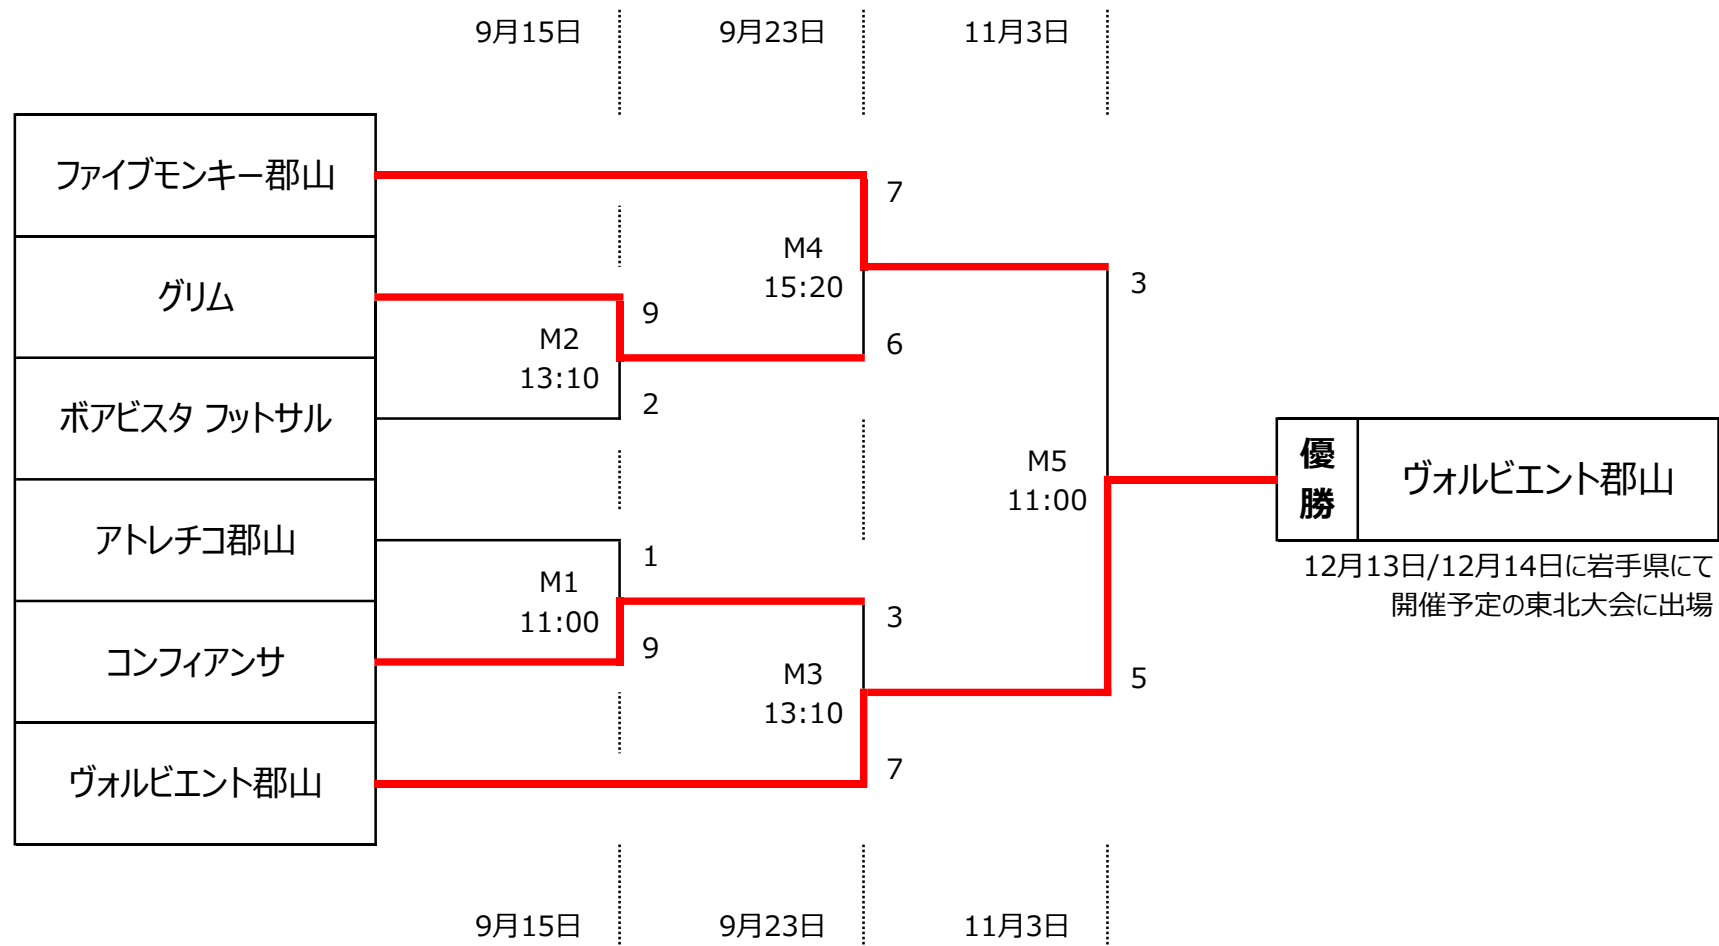 9月15日 9月23日 11月3日
ファイブモンキー郡山
7
M4
15:20
3
グリム
9
M2
13:10
6
ボアビスタ フットサル
2
M5
11:00
優勝
ヴォルビエント郡山
12月13日/12月14日に岩手県にて
開催予定の東北大会に出場
アトレチコ郡山
1
M1
11:00
3
コンフィアンサ
9
M3
13:10
5
ヴォルビエント郡山
7
9月15日 9月23日 11月3日